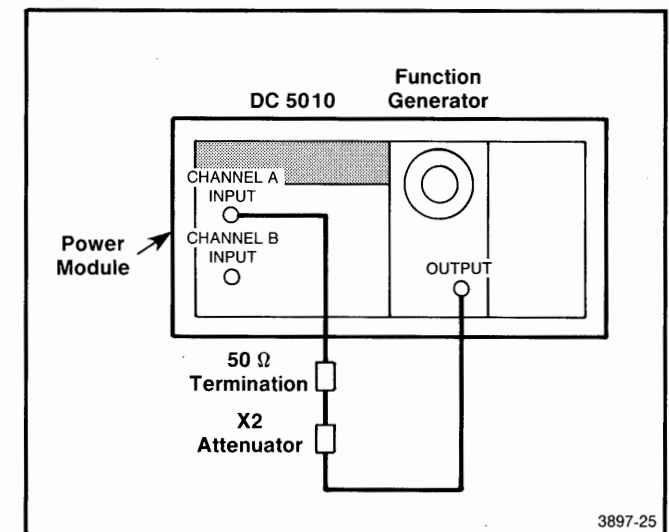 Function
DC 5010 Generator
CHANNEL A
INPUT
CHANNEL B
INPUT
Power
Module
OUTPUT
50 Ω
Termination
X2
Attenuator
3897-25